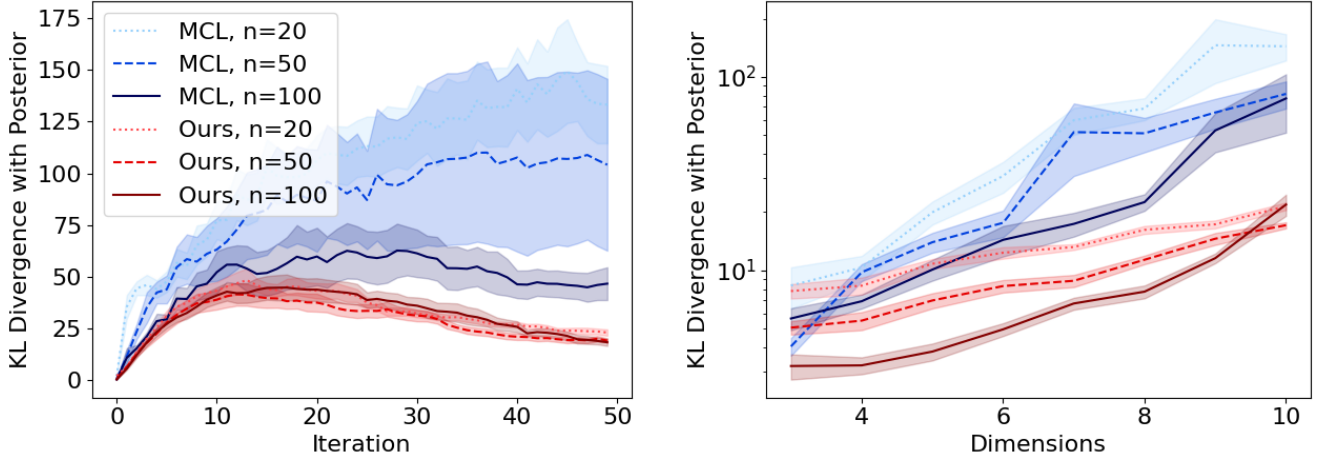 KL Divergence with Posterior
175
150
125
100
75
50
25
0
MCL, n=20
MCL, n=50
MCL, n=100
Ours, n=20
Ours, n=50
Ours, n=100
0 10 20 30 40 50
Iteration
KL Divergence with Posterior
10²
10¹
4 6 8 10
Dimensions